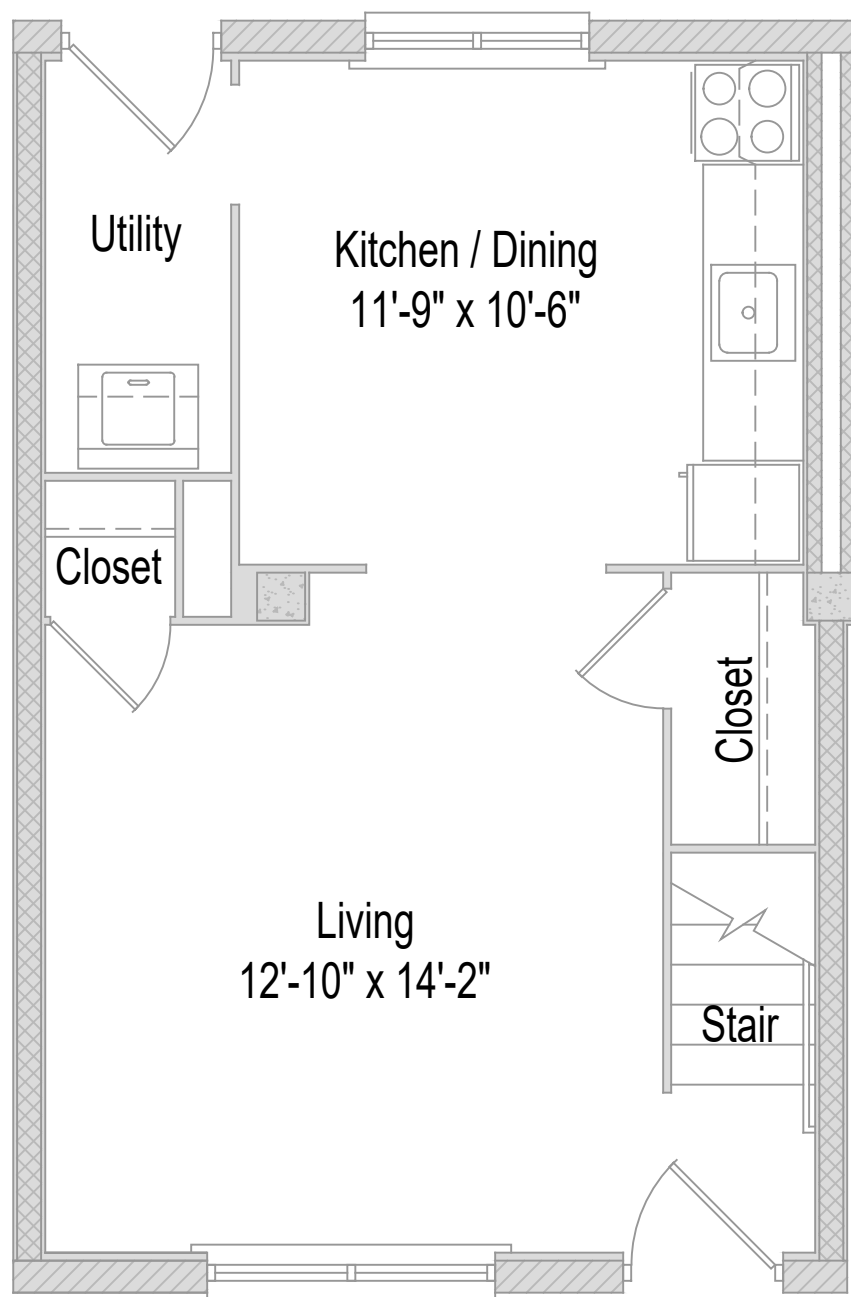 Utility
Kitchen / Dining
11'-9" x 10'-6"
Closet
Closet
Living
12'-10" x 14'-2"
Stair